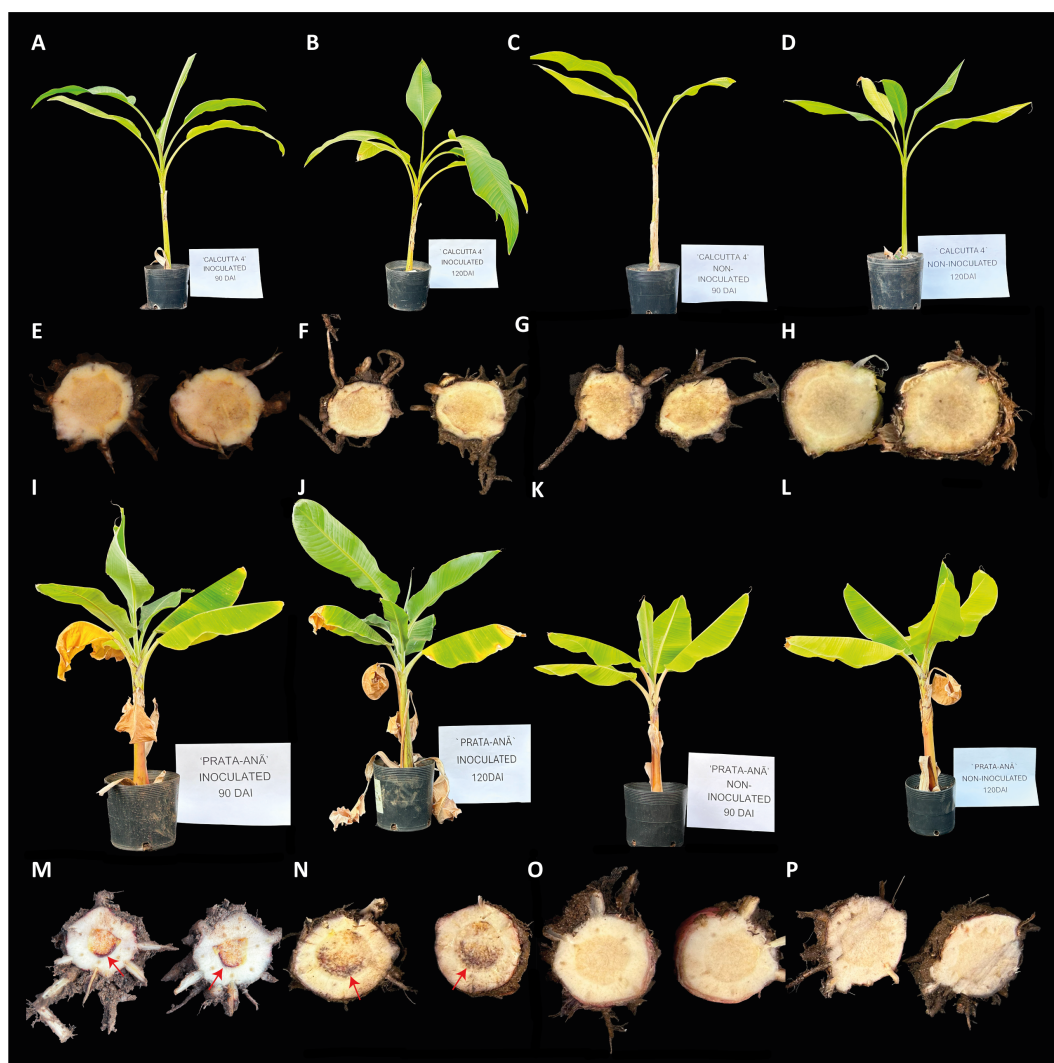 A
B
C
D
'CALCUTTA 4'
INOCULATED
90 DAI
'CALCUTTA 4'
INOCULATED
120DAI
'CALCUTTA 4'
NON-
INOCULATED
90 DAI
'CALCUTTA 4'
NON-INOCULATED
120DAI
E
F
G
H
I
J
K
L
'PRATA-ANÃ'
INOCULATED
90 DAI
'PRATA-ANÃ'
INOCULATED
120DAI
'PRATA-ANÃ'
NON-
INOCULATED
90 DAI
'PRATA-ANÃ'
NON-INOCULATED
120DAI
M
N
O
P